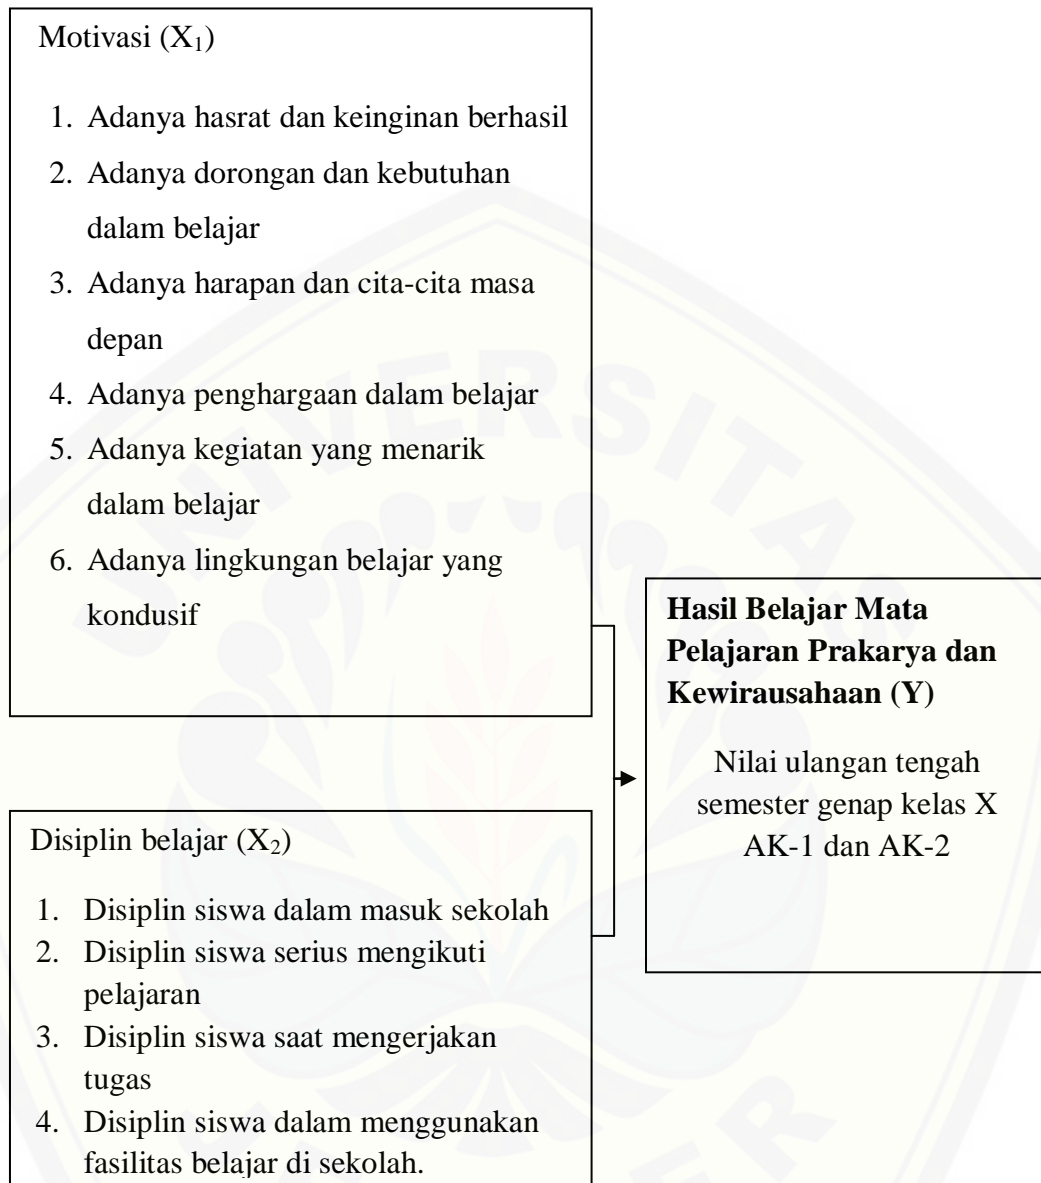 Motivasi (X₁)
1. Adanya hasrat dan keinginan berhasil
2. Adanya dorongan dan kebutuhan
dalam belajar
3. Adanya harapan dan cita-cita masa
depan
4. Adanya penghargaan dalam belajar
5. Adanya kegiatan yang menarik
dalam belajar
6. Adanya lingkungan belajar yang
kondusif
Disiplin belajar (X₂)
1. Disiplin siswa dalam masuk sekolah
2. Disiplin siswa serius mengikuti
pelajaran
3. Disiplin siswa saat mengerjakan
tugas
4. Disiplin siswa dalam menggunakan
fasilitas belajar di sekolah.
Hasil Belajar Mata
Pelajaran Prakarya dan
Kewirausahaan (Y)
Nilai ulangan tengah
semester genap kelas X
AK-1 dan AK-2
UNIVERSITAS